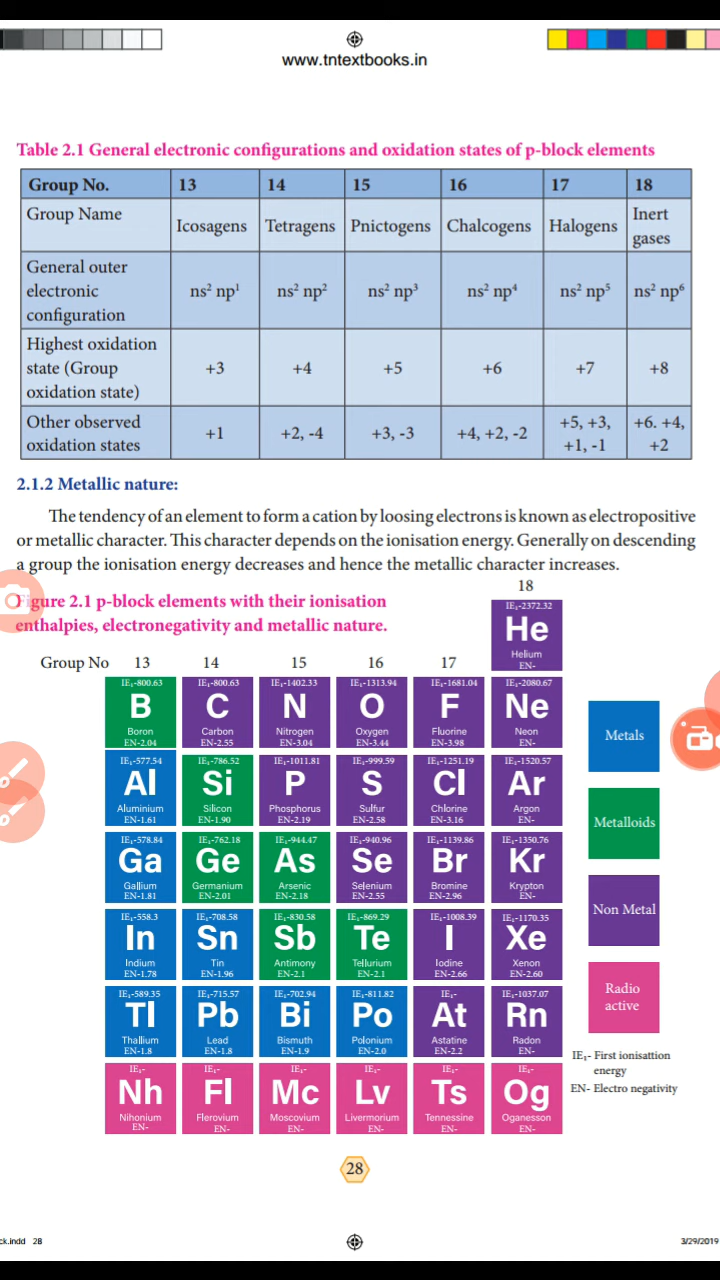 www.tntextbooks.in
Table 2.1 General electronic configurations and oxidation states of p-block elements
Group No. 13 14 15 16 17 18
Group Name Icosagens Tetragens Pnictogens Chalcogens Halogens Inert gases
General outer electronic configuration ns² np¹ ns² np² ns² np³ ns² np⁴ ns² np⁵ ns² np⁶
Highest oxidation state (Group oxidation state) +3 +4 +5 +6 +7 +8
Other observed oxidation states +1 +2, -4 +3, -3 +4, +2, -2 +5, +3, +1, -1 +6. +4, +2
2.1.2 Metallic nature:
The tendency of an element to form a cation by loosing electrons is known as electropositive
or metallic character. This character depends on the ionisation energy. Generally on descending
a group the ionisation energy decreases and hence the metallic character increases.
Figure 2.1 p-block elements with their ionisation
enthalpies, electronegativity and metallic nature.
18
IE₁-2372.32
He
Helium
EN-
Group No 13 14 15 16 17
IE₁-800.63 IE₁-800.63 IE₁-1402.33 IE₁-1313.94 IE₁-1681.04 IE₁-2080.67
B C N O F Ne
Boron Carbon Nitrogen Oxygen Fluorine Neon
EN-2.04 EN-2.55 EN-3.04 EN-3.44 EN-3.98 EN-
IE₁-577.54 IE₁-786.52 IE₁-1011.81 IE₁-999.59 IE₁-1251.19 IE₁-1520.57
Al Si P S Cl Ar
Aluminium Silicon Phosphorus Sulfur Chlorine Argon
EN-1.61 EN-1.90 EN-2.19 EN-2.58 EN-3.16 EN-
IE₁-578.84 IE₁-762.18 IE₁-944.47 IE₁-940.96 IE₁-1139.86 IE₁-1350.76
Ga Ge As Se Br Kr
Gallium Germanium Arsenic Selenium Bromine Krypton
EN-1.81 EN-2.01 EN-2.18 EN-2.55 EN-2.96 EN-
IE₁-558.3 IE₁-708.58 IE₁-830.58 IE₁-869.29 IE₁-1008.39 IE₁-1170.35
In Sn Sb Te I Xe
Indium Tin Antimony Tellurium Iodine Xenon
EN-1.78 EN-1.96 EN-2.1 EN-2.1 EN-2.66 EN-2.60
IE₁-589.35 IE₁-715.57 IE₁-702.94 IE₁-811.82 IE₁- IE₁-1037.07
Tl Pb Bi Po At Rn
Thallium Lead Bismuth Polonium Astatine Radon
EN-1.8 EN-1.8 EN-1.9 EN-2.0 EN-2.2 EN-
IE₁- IE₁- IE₁- IE₁- IE₁- IE₁-
Nh Fl Mc Lv Ts Og
Nihonium Flerovium Moscovium Livermorium Tennessine Oganesson
EN- EN- EN- EN- EN- EN-
Metals
Metalloids
Non Metal
Radio
active
IE₁- First ionisattion
energy
EN- Electro negativity
28
ck.indd 28
3/29/2019